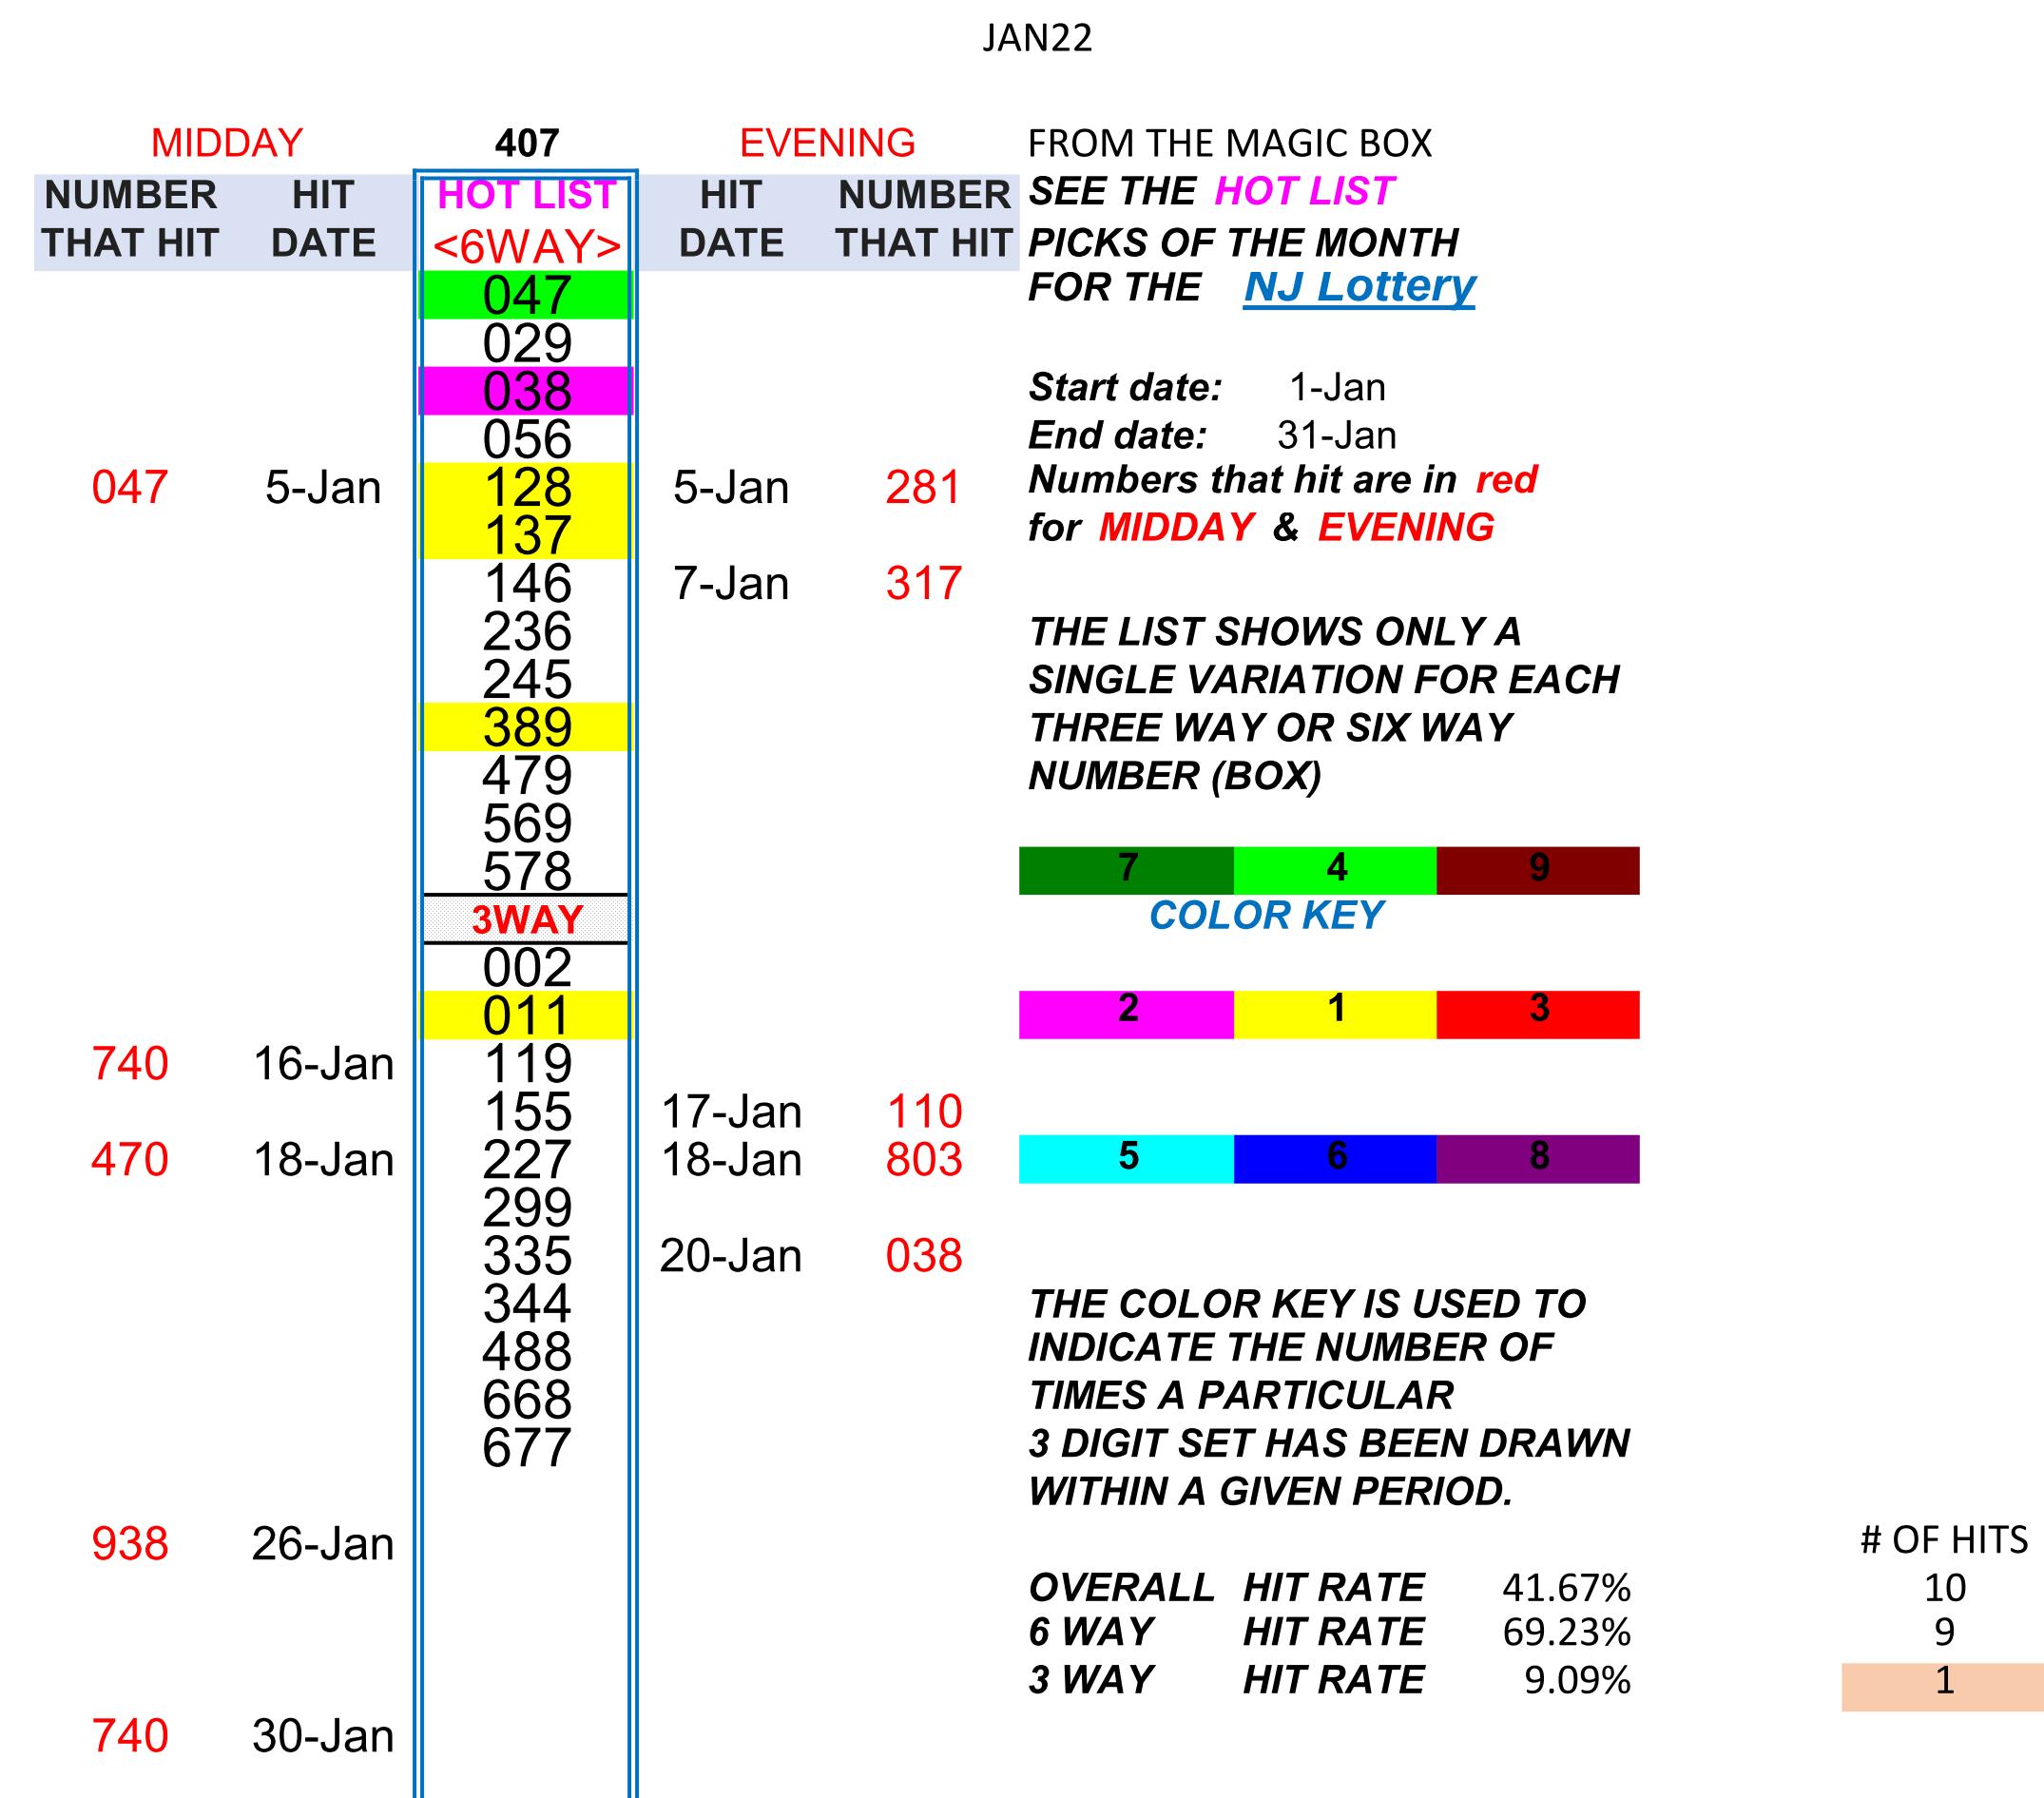 JAN22
MIDDAY 407 EVENING FROM THE MAGIC BOX
NUMBER HIT HOT LIST HIT NUMBER SEE THE HOT LIST
THAT HIT DATE <6WAY> DATE THAT HIT PICKS OF THE MONTH
047 FOR THE NJ Lottery
029
038 Start date: 1-Jan
056 End date: 31-Jan
047 5-Jan 128 5-Jan 281 Numbers that hit are in red
137 for MIDDAY & EVENING
146 7-Jan 317
236 THE LIST SHOWS ONLY A
245 SINGLE VARIATION FOR EACH
389 THREE WAY OR SIX WAY
479 NUMBER (BOX)
569
578 7 4 9
3WAY COLOR KEY
002
011 2 1 3
740 16-Jan 119
155 17-Jan 110
470 18-Jan 227 18-Jan 803 5 6 8
299
335 20-Jan 038
344 THE COLOR KEY IS USED TO
488 INDICATE THE NUMBER OF
668 TIMES A PARTICULAR
677 3 DIGIT SET HAS BEEN DRAWN
WITHIN A GIVEN PERIOD.
938 26-Jan # OF HITS
OVERALL HIT RATE 41.67% 10
6 WAY HIT RATE 69.23% 9
3 WAY HIT RATE 9.09% 1
740 30-Jan